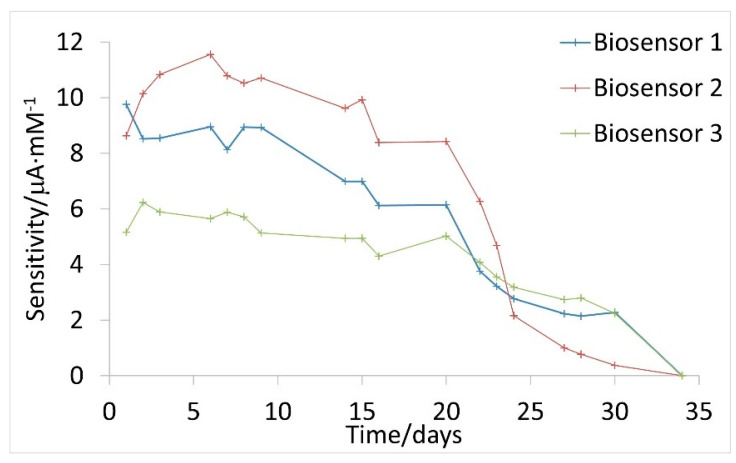 12
10
8
6
4
2
0
Sensitivity/µA·mM⁻¹
0 5 10 15 20 25 30 35
Time/days
Biosensor 1
Biosensor 2
Biosensor 3